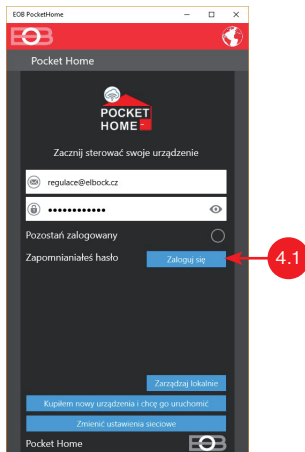 EOB PocketHome
EOB
Pocket Home
POCKET
HOME
Zacznij sterować swoje urządzenie
regulace@elbock.cz
••••••••••••
Pozostań zalogowany
Zapomnianiałeś hasło
Zaloguj się
4.1
Zarządzaj lokalnie
Kupiłem nowy urządzenia i chcę go uruchomić
Zmienić ustawienia sieciowe
Pocket Home
EOB